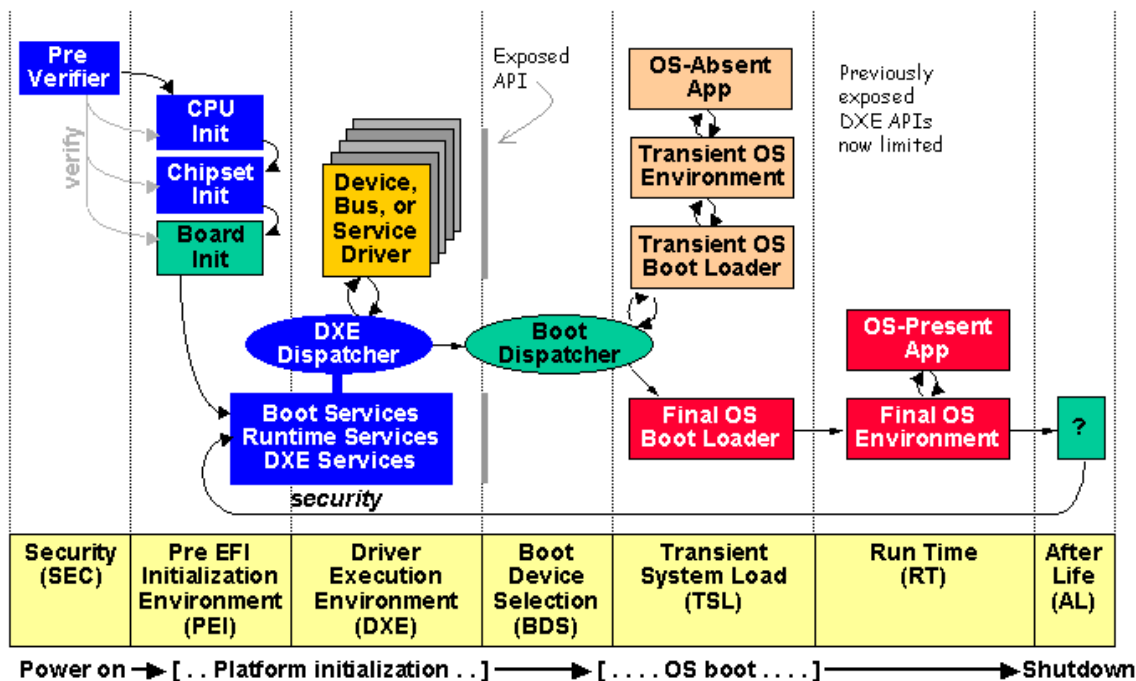 Pre
Verifier
verify
CPU
Init
Chipset
Init
Board
Init
Device,
Bus, or
Service
Driver
Exposed
API
OS-Absent
App
Transient OS
Environment
Transient OS
Boot Loader
Previously
exposed
DXE APIs
now limited
DXE
Dispatcher
Boot
Dispatcher
OS-Present
App
Boot Services
Runtime Services
DXE Services
Final OS
Boot Loader
Final OS
Environment
?
security
Security
(SEC)
Pre EFI
Initialization
Environment
(PEI)
Driver
Execution
Environment
(DXE)
Boot
Device
Selection
(BDS)
Transient
System Load
(TSL)
Run Time
(RT)
After
Life
(AL)
Power on [ . . Platform initialization . . ] [ . . . . OS boot . . . . ] Shutdown